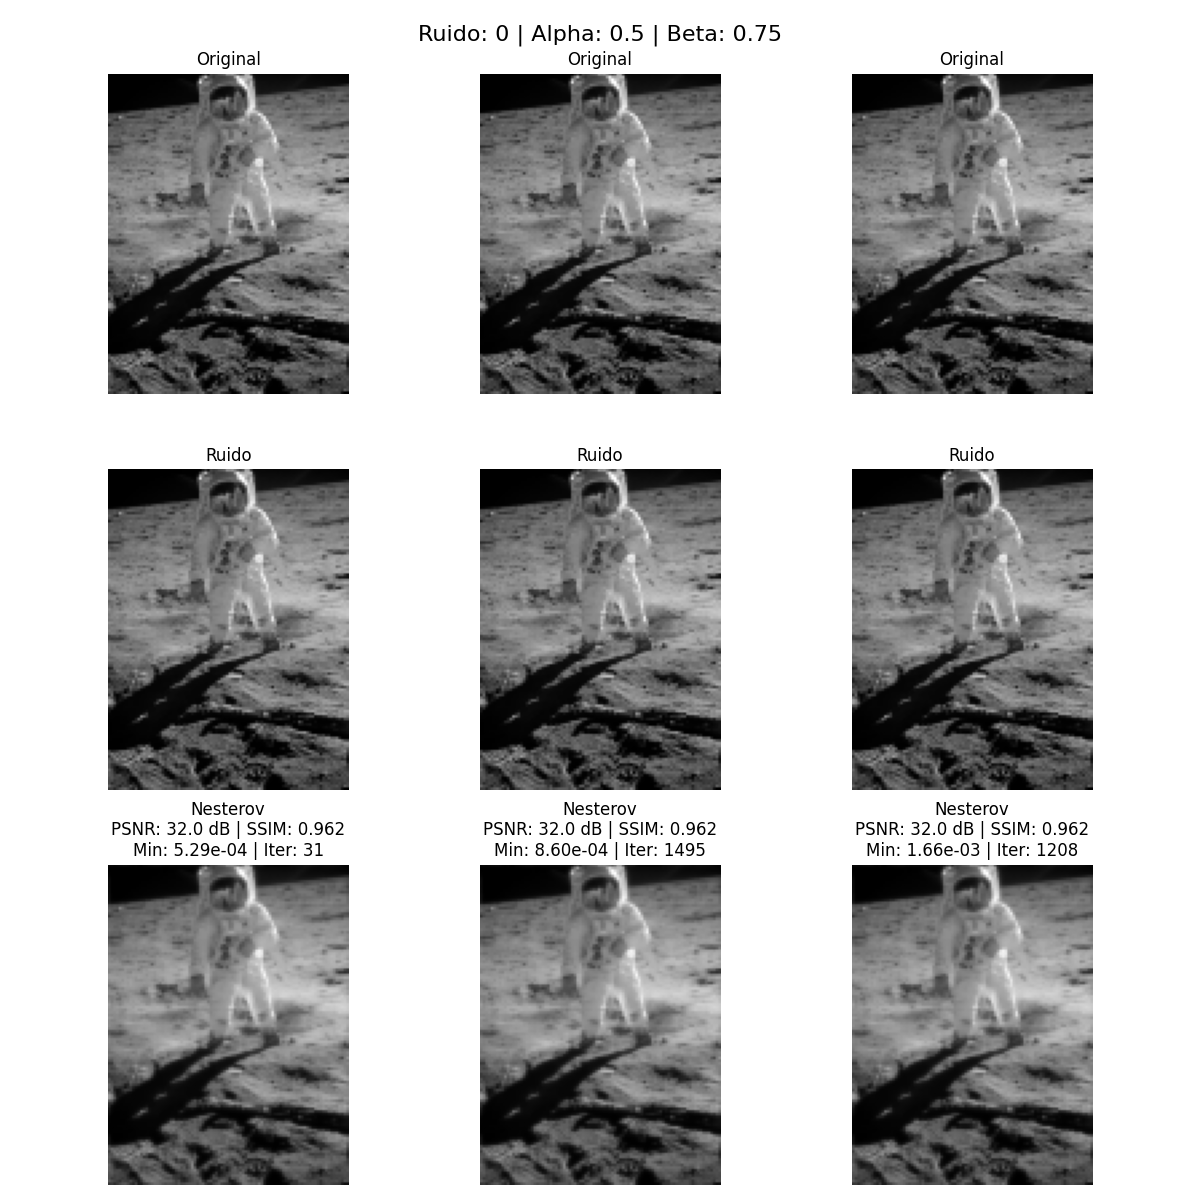 Ruido: 0 | Alpha: 0.5 | Beta: 0.75
Original
Original
Original
Ruido
Ruido
Ruido
Nesterov
PSNR: 32.0 dB | SSIM: 0.962
Min: 5.29e-04 | Iter: 31
Nesterov
PSNR: 32.0 dB | SSIM: 0.962
Min: 8.60e-04 | Iter: 1495
Nesterov
PSNR: 32.0 dB | SSIM: 0.962
Min: 1.66e-03 | Iter: 1208